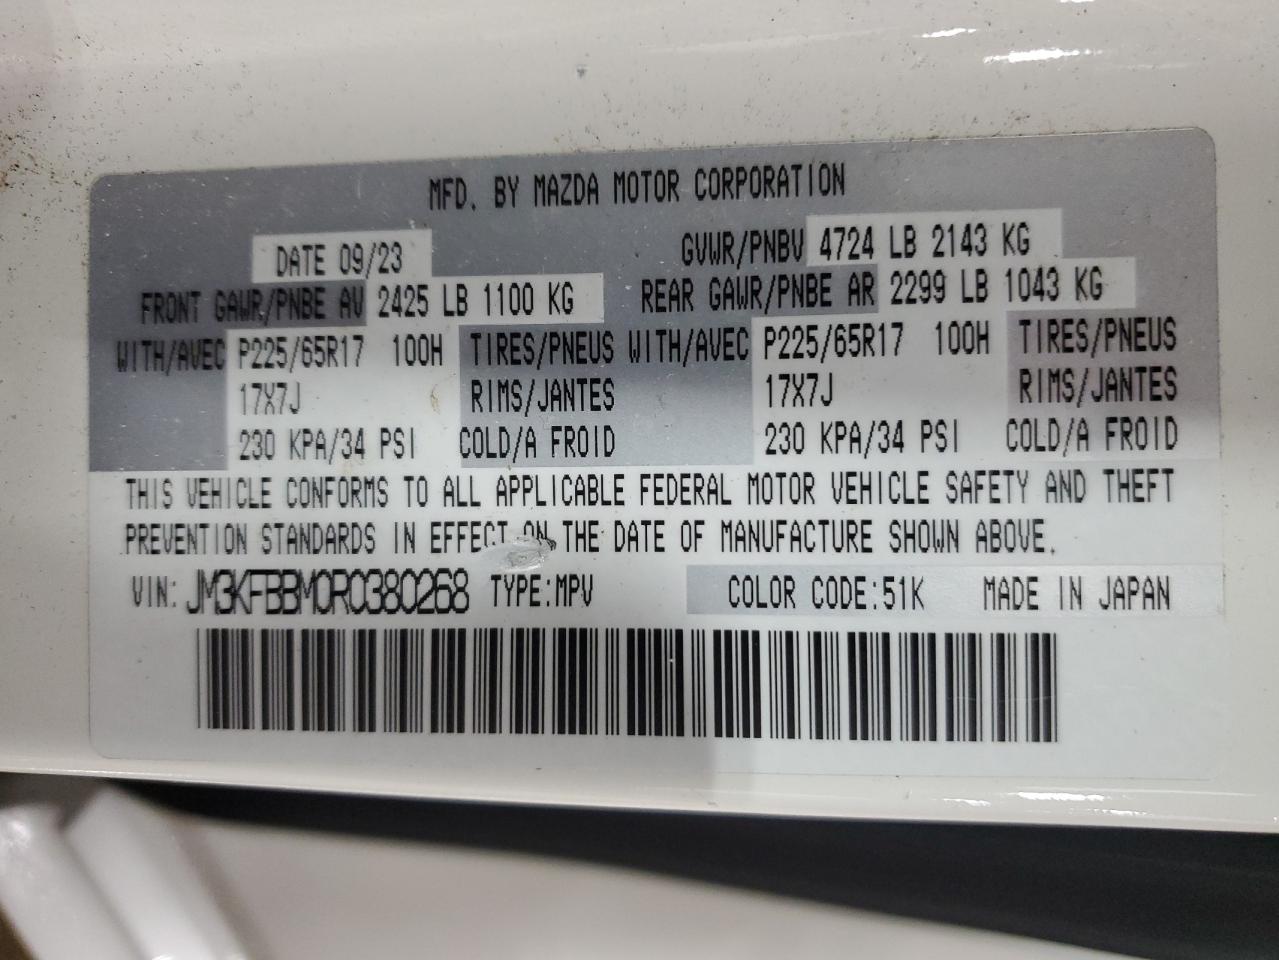 MFD. BY MAZDA MOTOR CORPORATION
DATE 09/23 GVWR/PNBV 4724 LB 2143 KG
FRONT GAWR/PNBE AV 2425 LB 1100 KG REAR GAWR/PNBE AR 2299 LB 1043 KG
WITH/AVEC P225/65R17 100H TIRES/PNEUS WITH/AVEC P225/65R17 100H TIRES/PNEUS
17X7J RIMS/JANTES 17X7J RIMS/JANTES
230 KPA/34 PSI COLD/A FROID 230 KPA/34 PSI COLD/A FROID
THIS VEHICLE CONFORMS TO ALL APPLICABLE FEDERAL MOTOR VEHICLE SAFETY AND THEFT
PREVENTION STANDARDS IN EFFECT ON THE DATE OF MANUFACTURE SHOWN ABOVE.
VIN: JM3KFBBM0R0380268 TYPE:MPV COLOR CODE:51K MADE IN JAPAN